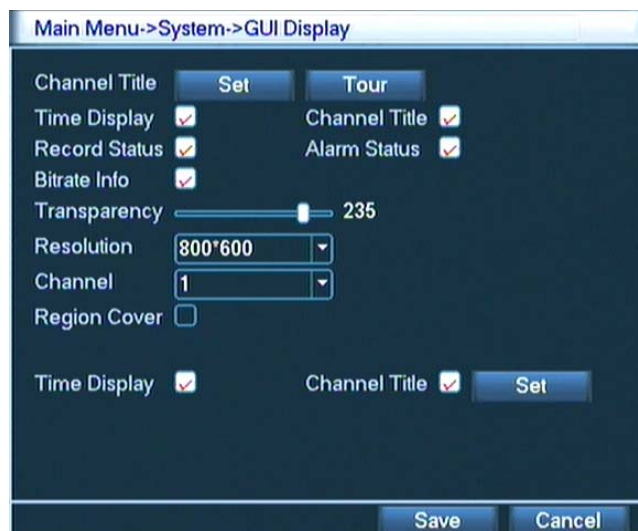 Main Menu->System->GUI Display
Channel Title Set Tour
Time Display Channel Title
Record Status Alarm Status
Bitrate Info
Transparency 235
Resolution 800*600
Channel 1
Region Cover
Time Display Channel Title Set
Save Cancel